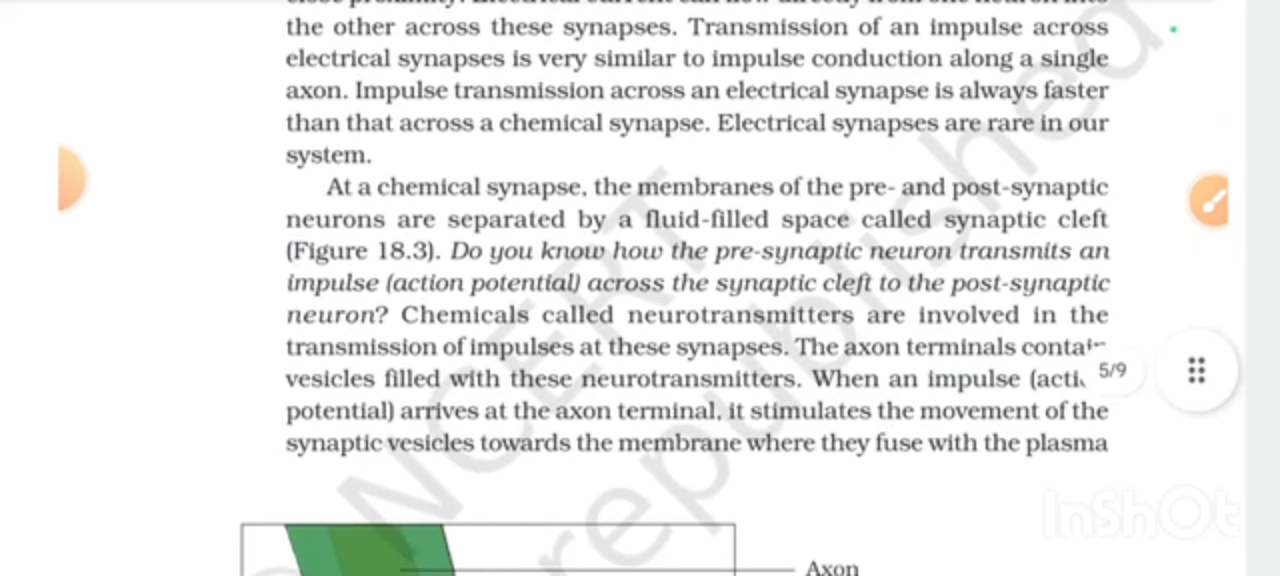 the other across these synapses. Transmission of an impulse across
electrical synapses is very similar to impulse conduction along a single
axon. Impulse transmission across an electrical synapse is always faster
than that across a chemical synapse. Electrical synapses are rare in our
system.
At a chemical synapse, the membranes of the pre- and post-synaptic
neurons are separated by a fluid-filled space called synaptic cleft
(Figure 18.3). Do you know how the pre-synaptic neuron transmits an
impulse (action potential) across the synaptic cleft to the post-synaptic
neuron? Chemicals called neurotransmitters are involved in the
transmission of impulses at these synapses. The axon terminals
vesicles filled with these neurotransmitters. When an impulse
5/9
potential) arrives at the axon terminal, it stimulates the movement of the
synaptic vesicles towards the membrane where they fuse with the plasma
Axon
NCERT
republished
InShOt